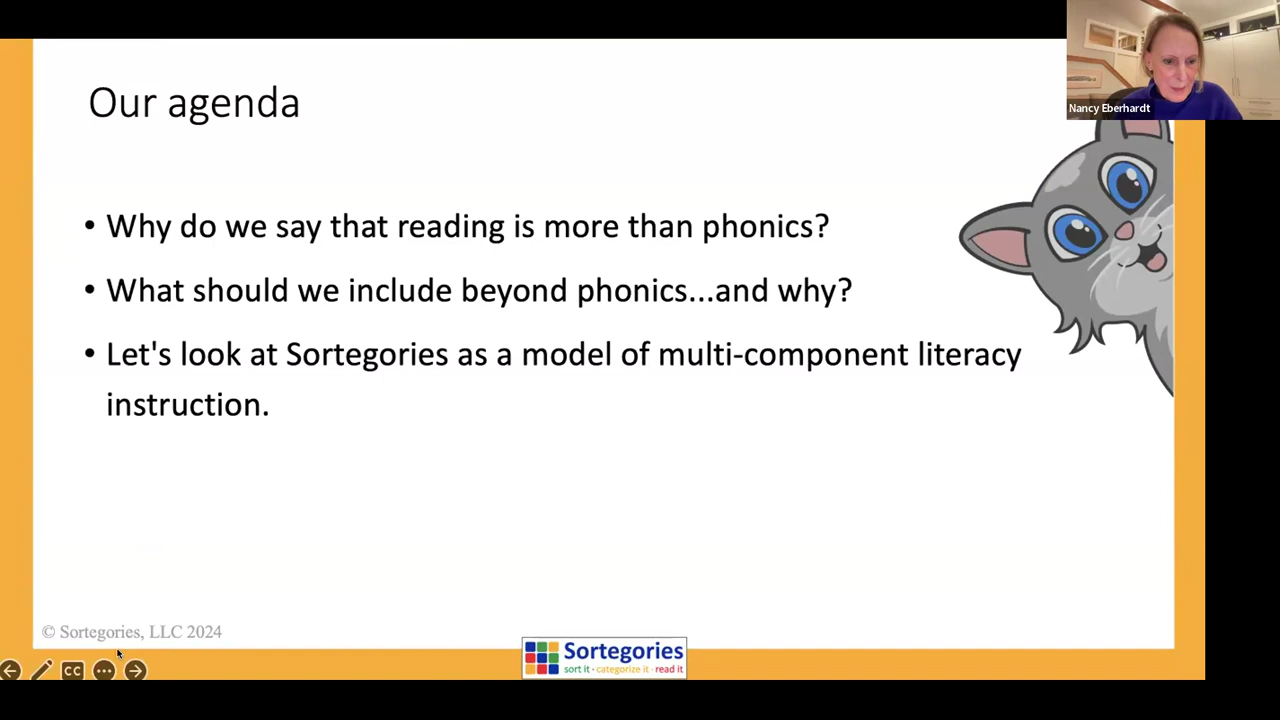 Our agenda
Nancy Eberhardt
• Why do we say that reading is more than phonics?
• What should we include beyond phonics...and why?
• Let's look at Sortegories as a model of multi-component literacy
instruction.
© Sortegories, LLC 2024
CC
Sortegories
sort it · categorize it · read it